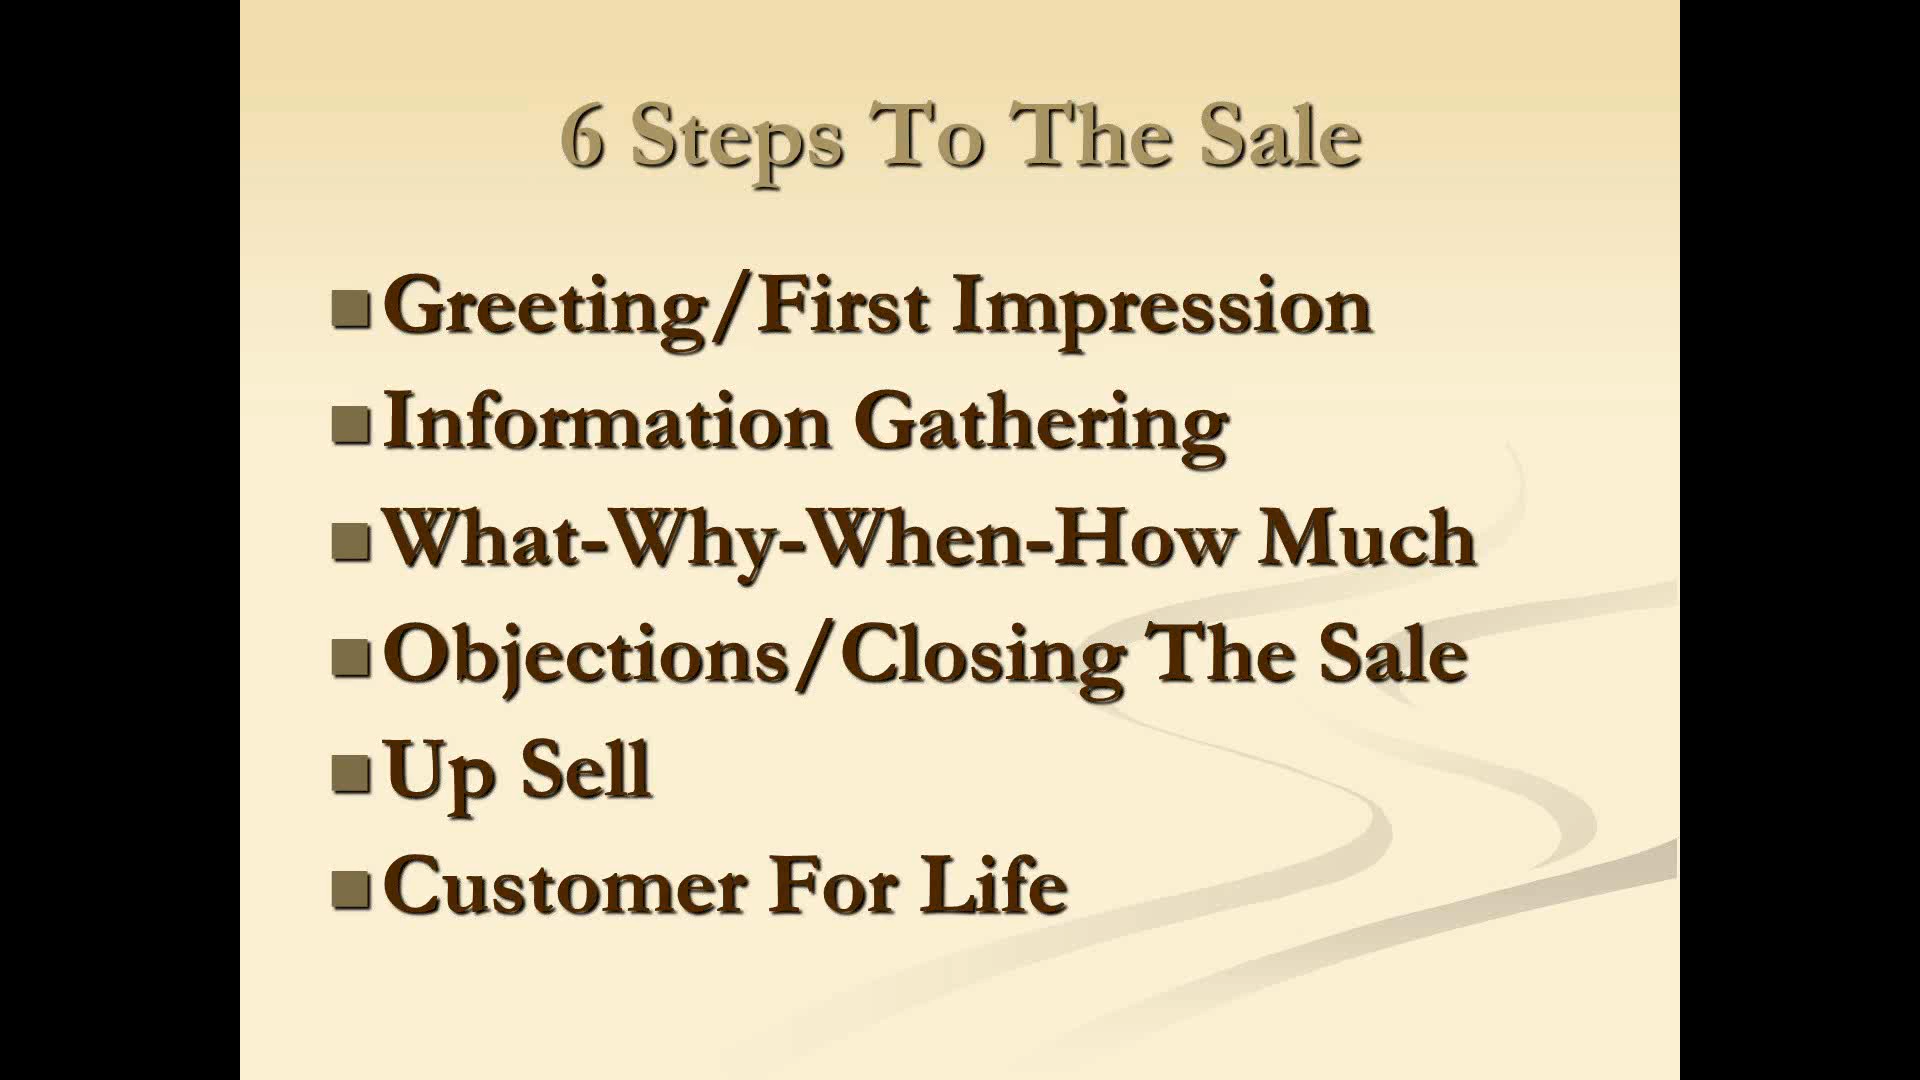 6 Steps To The Sale
Greeting/First Impression
Information Gathering
What-Why-When-How Much
Objections/Closing The Sale
Up Sell
Customer For Life